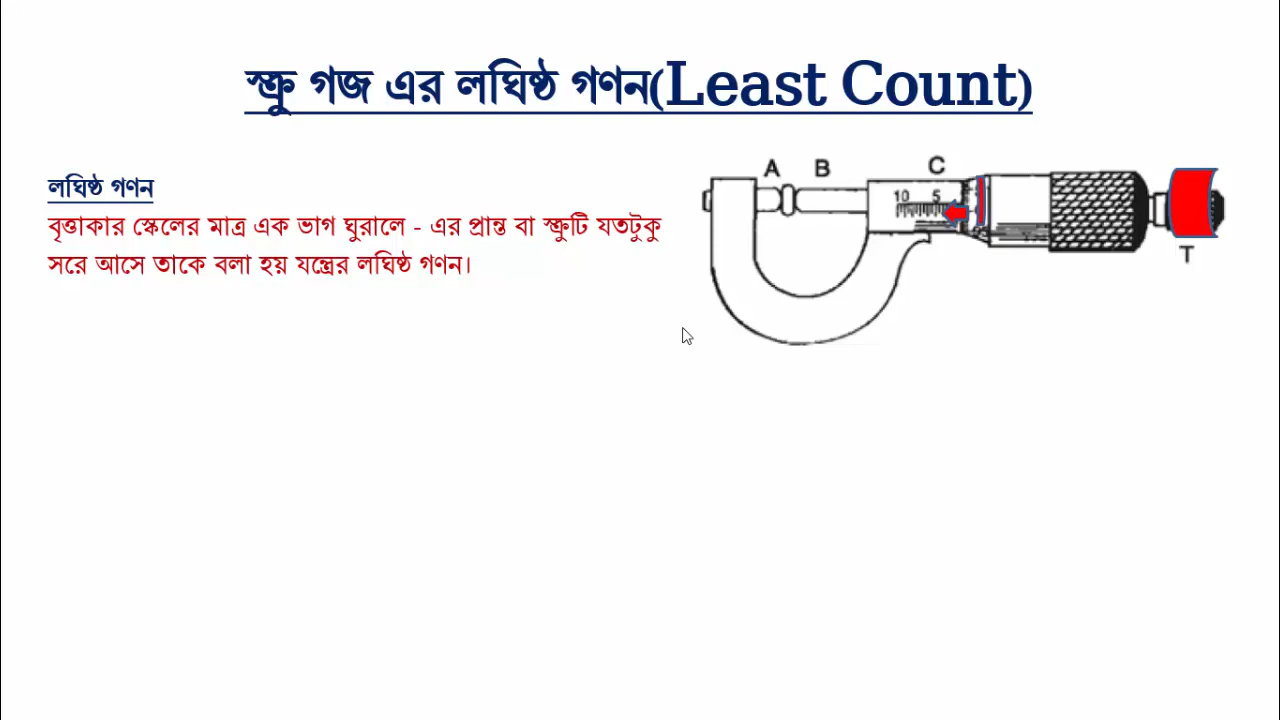 স্ক্রু গজ এর লঘিষ্ঠ গণন(Least Count)
লঘিষ্ঠ গণন
বৃত্তাকার স্কেলের মাত্র এক ভাগ ঘুরালে - এর প্রান্ত বা স্ক্রুটি যতটুকু
সরে আসে তাকে বলা হয় যন্ত্রের লঘিষ্ঠ গণন।
A B C
10 5
T